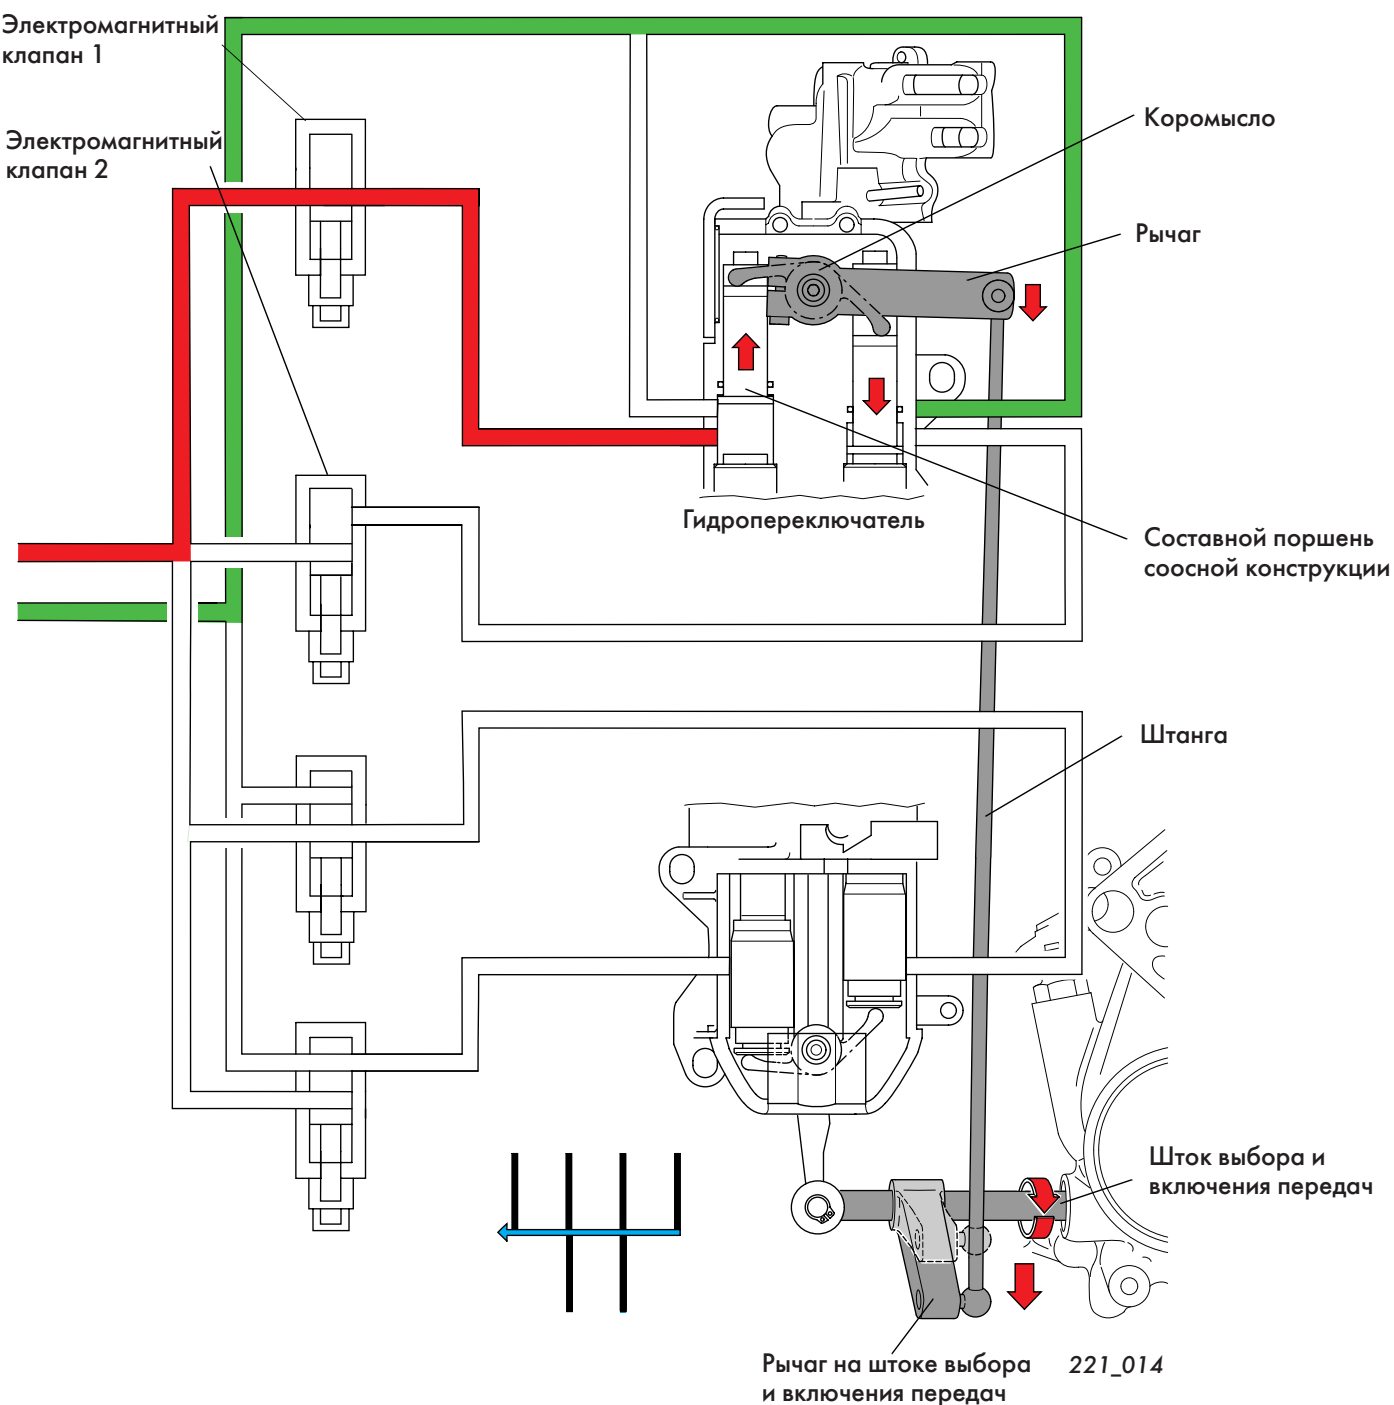 Электромагнитный
клапан 1
Электромагнитный
клапан 2
Коромысло
Рычаг
Гидропереключатель
Составной поршень
соосной конструкции
Штанга
Шток выбора и
включения передач
Рычаг на штоке выбора
и включения передач
221_014